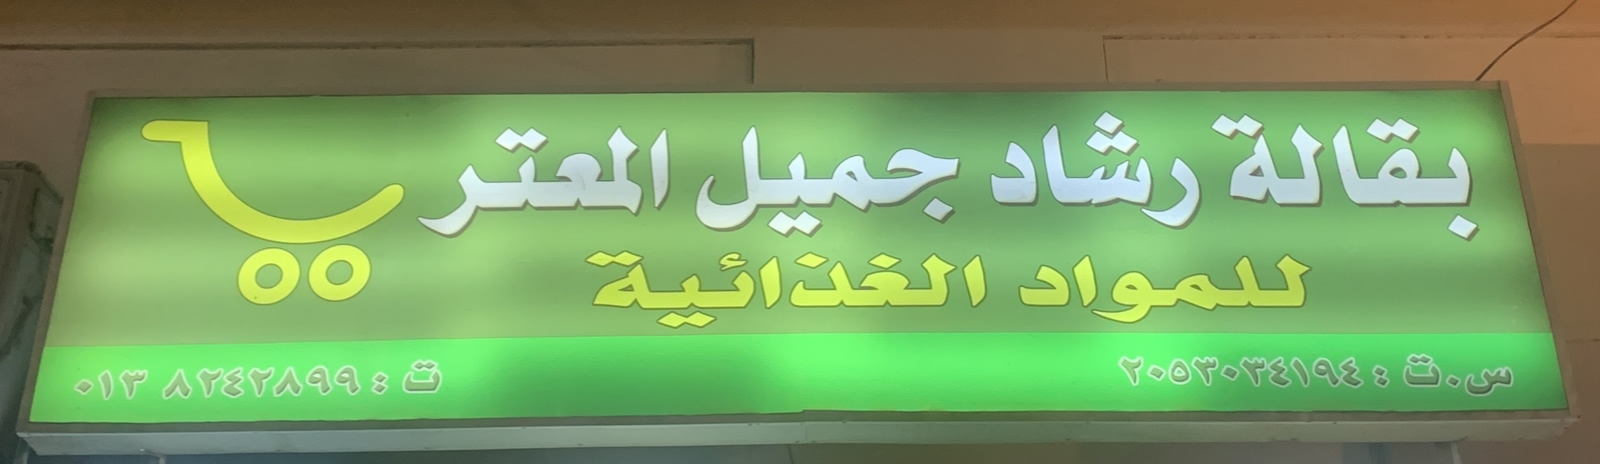 بقالة رشاد جميل المعتر
للمواد الغذائية
س.ت : ٢٠٥٣٠٣٤١٩٤
ت : ٨٢٤٢٨٩٩ ٠١٣